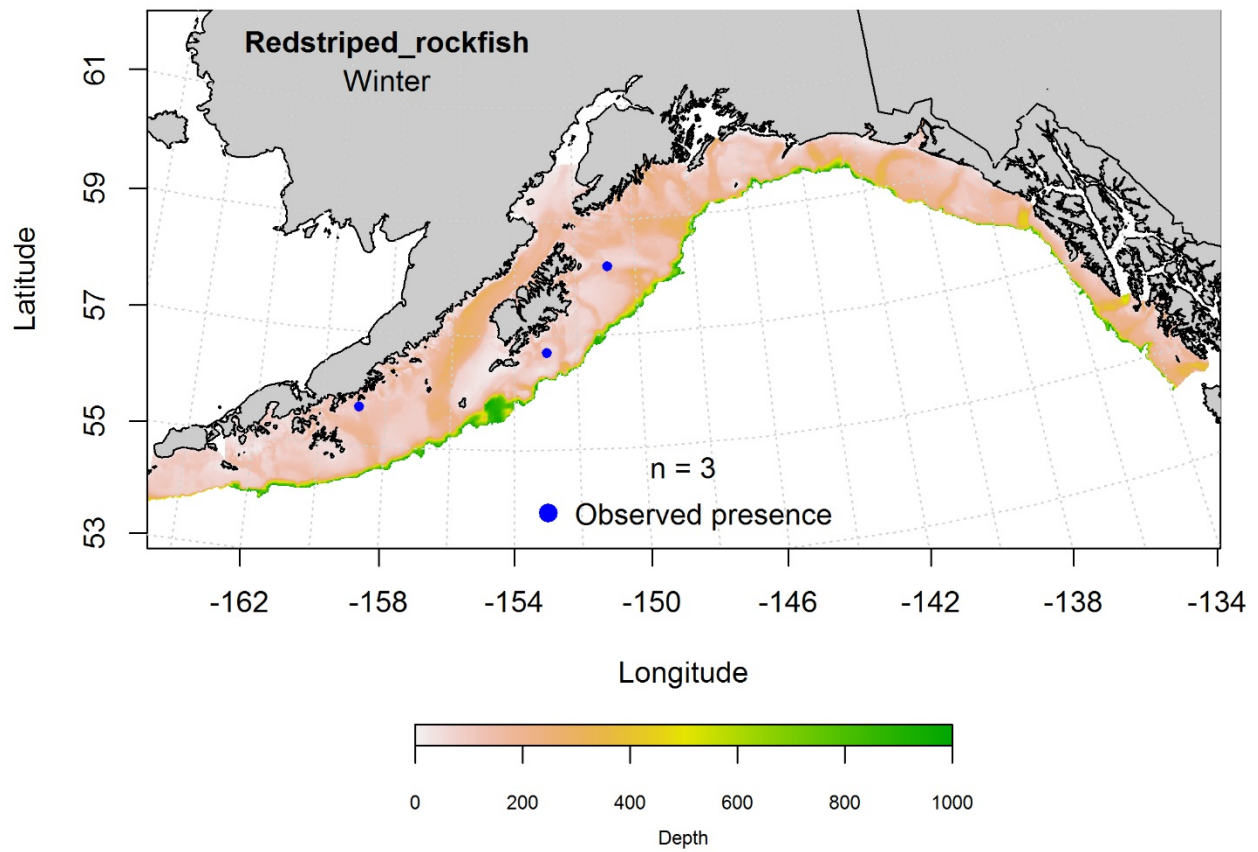 Redstriped_rockfish
Winter
61
59
57
55
53
Latitude
n = 3
Observed presence
-162 -158 -154 -150 -146 -142 -138 -134
Longitude
0 200 400 600 800 1000
Depth